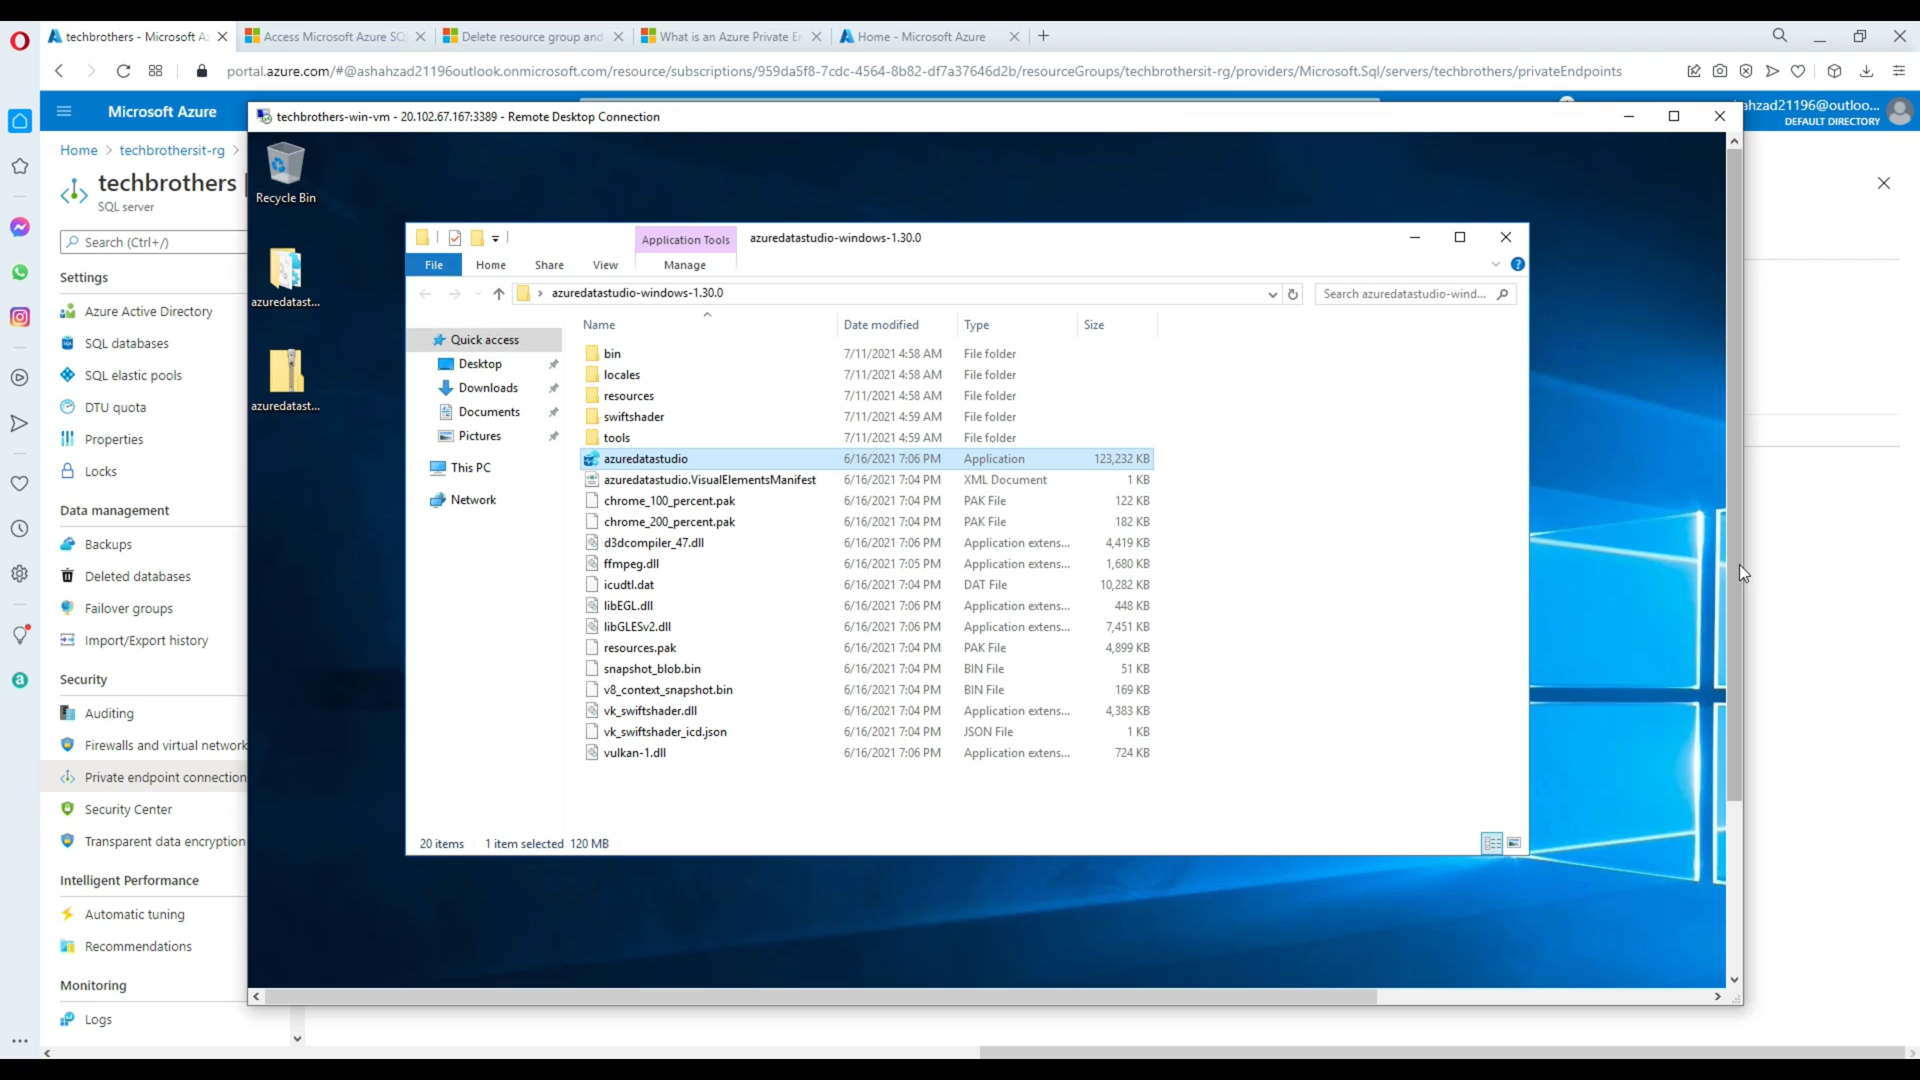 techbrothers - Microsoft A
Access Microsoft Azure SQ
Delete resource group and
What is an Azure Private E
Home - Microsoft Azure
portal.azure.com/#@ashahzad21196outlook.onmicrosoft.com/resource/subscriptions/959da5f8-7cdc-4564-8b82-df7a37646d2b/resourceGroups/techbrothersit-rg/providers/Microsoft.Sql/servers/techbrothers/privateEndpoints
Microsoft Azure
ahzad21196@outloo...
DEFAULT DIRECTORY
Home > techbrothersit-rg >
techbrothers
SQL server
Search (Ctrl+/)
Settings
Azure Active Directory
SQL databases
SQL elastic pools
DTU quota
Properties
Locks
Data management
Backups
Deleted databases
Failover groups
Import/Export history
Security
Auditing
Firewalls and virtual network
Private endpoint connection
Security Center
Transparent data encryption
Intelligent Performance
Automatic tuning
Recommendations
Monitoring
Logs
techbrothers-win-vm - 20.102.67.167:3389 - Remote Desktop Connection
Recycle Bin
azuredatast...
azuredatast...
Application Tools
azuredatastudio-windows-1.30.0
File Home Share View Manage
azuredatastudio-windows-1.30.0
Search azuredatastudio-wind...
Quick access
Desktop
Downloads
Documents
Pictures
This PC
Network
Name Date modified Type Size
bin 7/11/2021 4:58 AM File folder
locales 7/11/2021 4:58 AM File folder
resources 7/11/2021 4:58 AM File folder
swiftshader 7/11/2021 4:59 AM File folder
tools 7/11/2021 4:59 AM File folder
azuredatastudio 6/16/2021 7:06 PM Application 123,232 KB
azuredatastudio.VisualElementsManifest 6/16/2021 7:04 PM XML Document 1 KB
chrome_100_percent.pak 6/16/2021 7:04 PM PAK File 122 KB
chrome_200_percent.pak 6/16/2021 7:04 PM PAK File 182 KB
d3dcompiler_47.dll 6/16/2021 7:06 PM Application extens... 4,419 KB
ffmpeg.dll 6/16/2021 7:05 PM Application extens... 1,680 KB
icudtl.dat 6/16/2021 7:04 PM DAT File 10,282 KB
libEGL.dll 6/16/2021 7:06 PM Application extens... 448 KB
libGLESv2.dll 6/16/2021 7:06 PM Application extens... 7,451 KB
resources.pak 6/16/2021 7:04 PM PAK File 4,899 KB
snapshot_blob.bin 6/16/2021 7:04 PM BIN File 51 KB
v8_context_snapshot.bin 6/16/2021 7:04 PM BIN File 169 KB
vk_swiftshader.dll 6/16/2021 7:04 PM Application extens... 4,383 KB
vk_swiftshader_icd.json 6/16/2021 7:04 PM JSON File 1 KB
vulkan-1.dll 6/16/2021 7:06 PM Application extens... 724 KB
20 items 1 item selected 120 MB